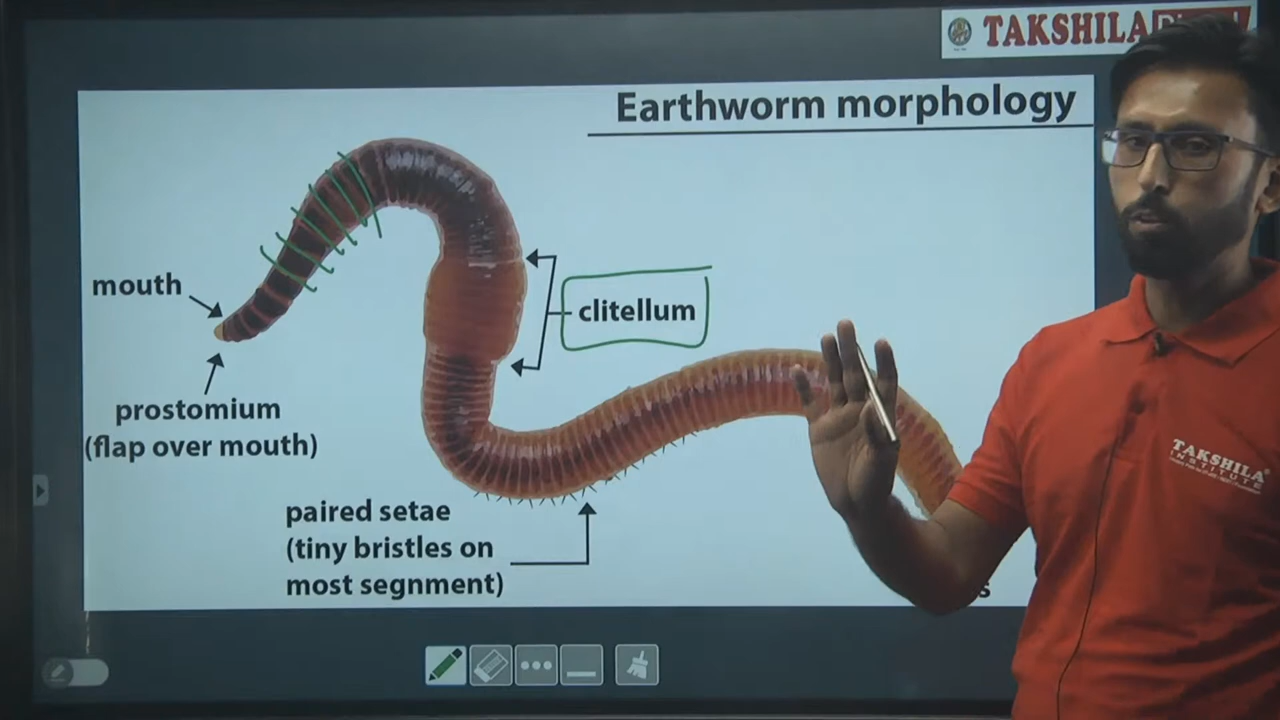 TAKSHILA
Earthworm morphology
mouth
clitellum
prostomium
(flap over mouth)
paired setae
(tiny bristles on
most segnment)
TAKSHILA
INSTITUTE